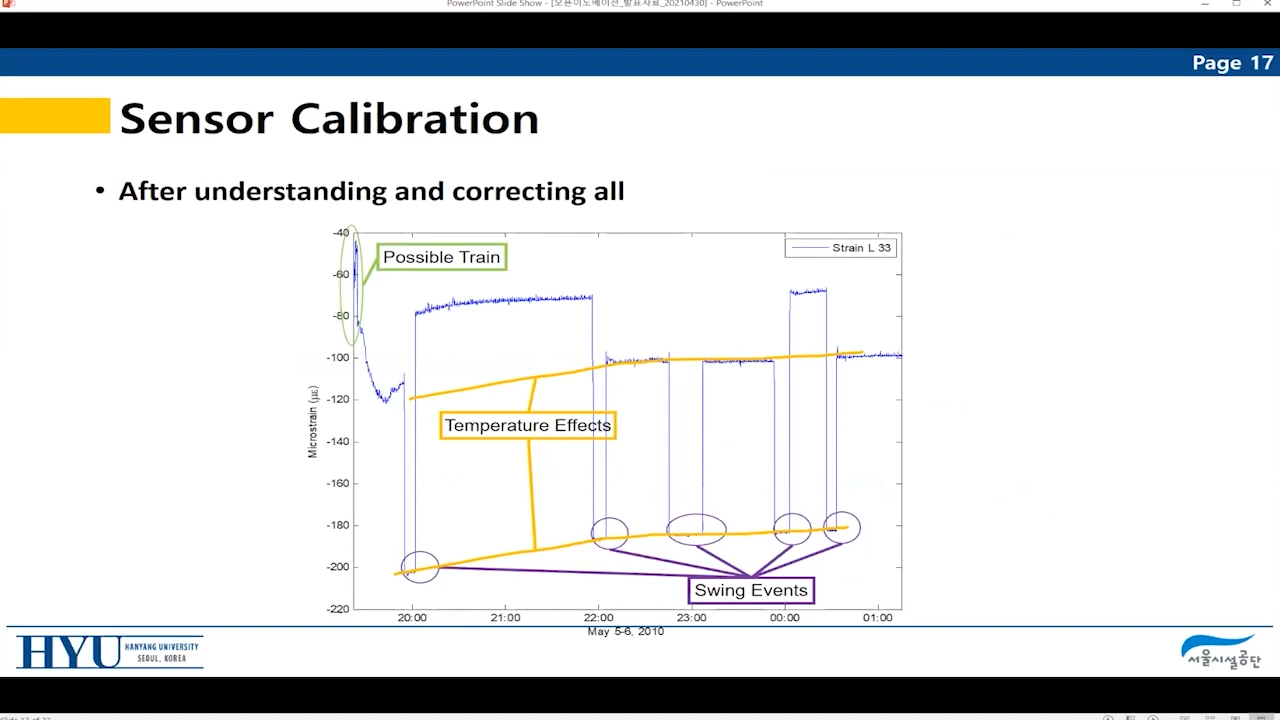 PowerPoint Slide Show - [오픈이노베이션_발표자료_20210430] - PowerPoint
Page 17
Sensor Calibration
• After understanding and correcting all
Possible Train
Strain L 33
Temperature Effects
Swing Events
Microstrain (με)
-40
-60
-80
-100
-120
-140
-160
-180
-200
-220
20:00 21:00 22:00 23:00 00:00 01:00
May 5-6, 2010
HYU HANYANG UNIVERSITY
SEOUL, KOREA
서울시설공단